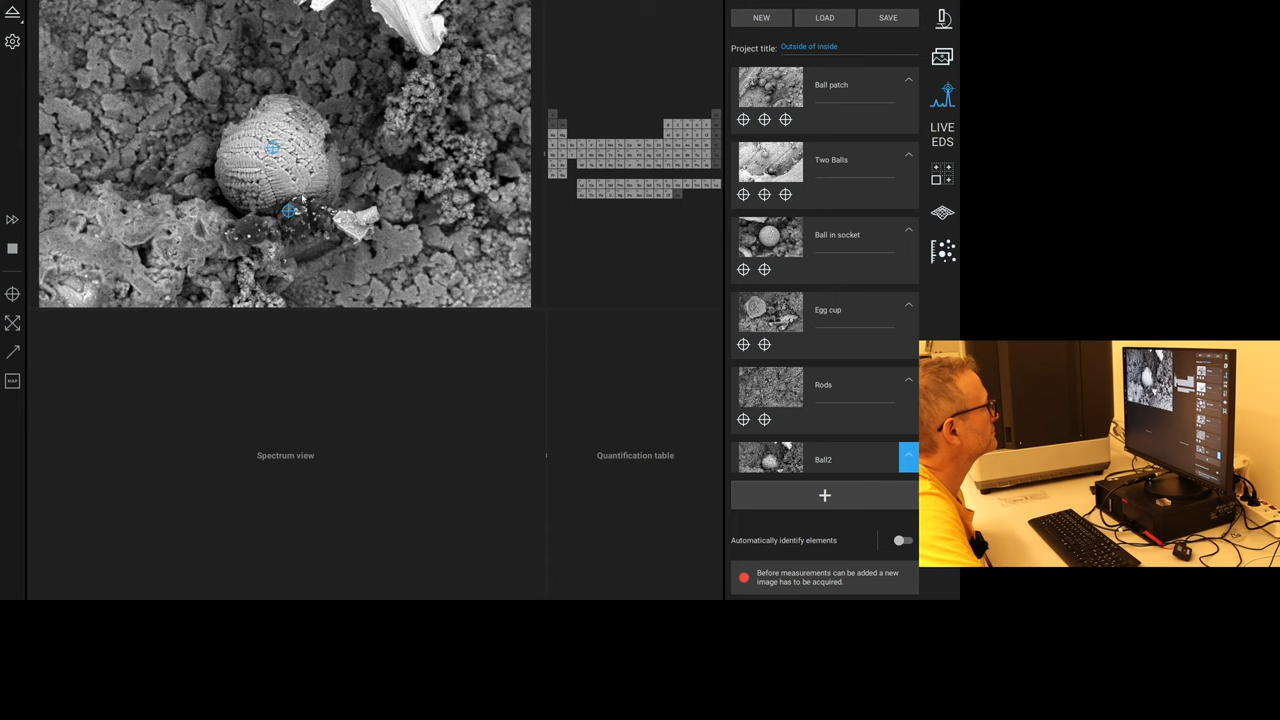 NEW LOAD SAVE
Project title: Outside of inside
Ball patch
LIVE
EDS
Two Balls
Ball in socket
Egg cup
Rods
MAP
Ball2
Spectrum view
Quantification table
+
Automatically identify elements
Before measurements can be added a new
image has to be acquired.